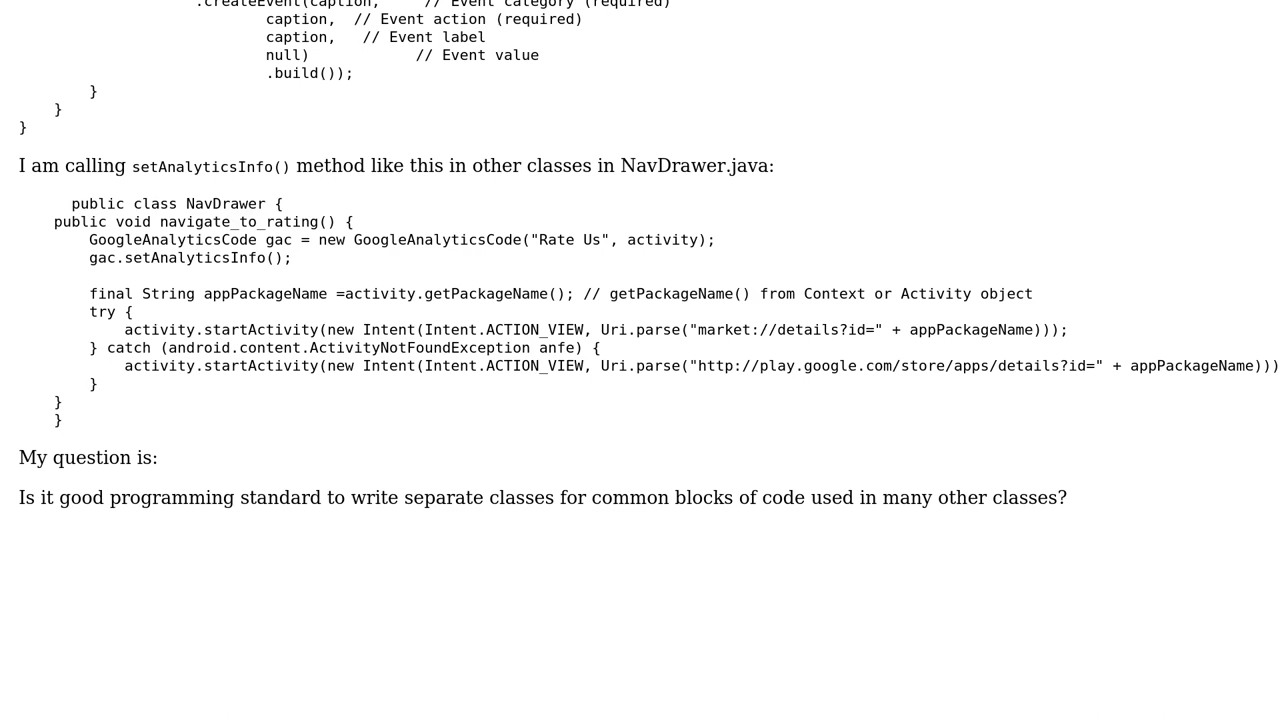 .createEvent(caption,     // Event category (required)
caption,  // Event action (required)
caption,   // Event label
null)            // Event value
.build());
}
}
}
I am calling setAnalyticsInfo() method like this in other classes in NavDrawer.java:
public class NavDrawer {
public void navigate_to_rating() {
GoogleAnalyticsCode gac = new GoogleAnalyticsCode("Rate Us", activity);
gac.setAnalyticsInfo();
final String appPackageName =activity.getPackageName(); // getPackageName() from Context or Activity object
try {
activity.startActivity(new Intent(Intent.ACTION_VIEW, Uri.parse("market://details?id=" + appPackageName)));
} catch (android.content.ActivityNotFoundException anfe) {
activity.startActivity(new Intent(Intent.ACTION_VIEW, Uri.parse("http://play.google.com/store/apps/details?id=" + appPackageName)))
}
}
}
My question is:
Is it good programming standard to write separate classes for common blocks of code used in many other classes?